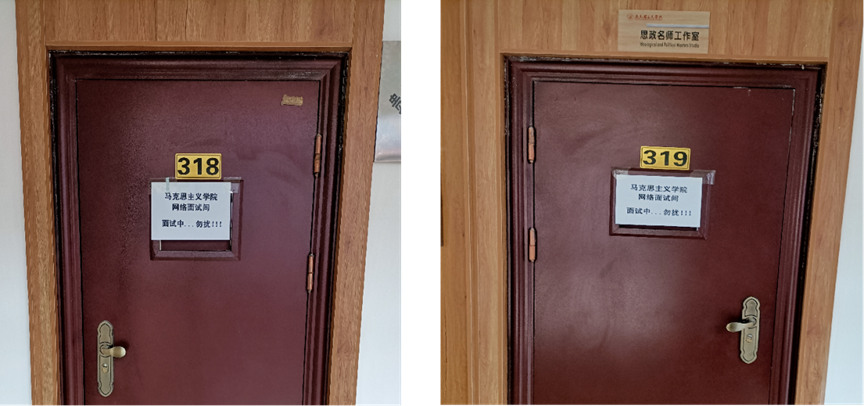 318
马克思主义学院
网络面试间
面试中...勿扰!!!
思政名师工作室
319
马克思主义学院
网络面试间
面试中...勿扰!!!